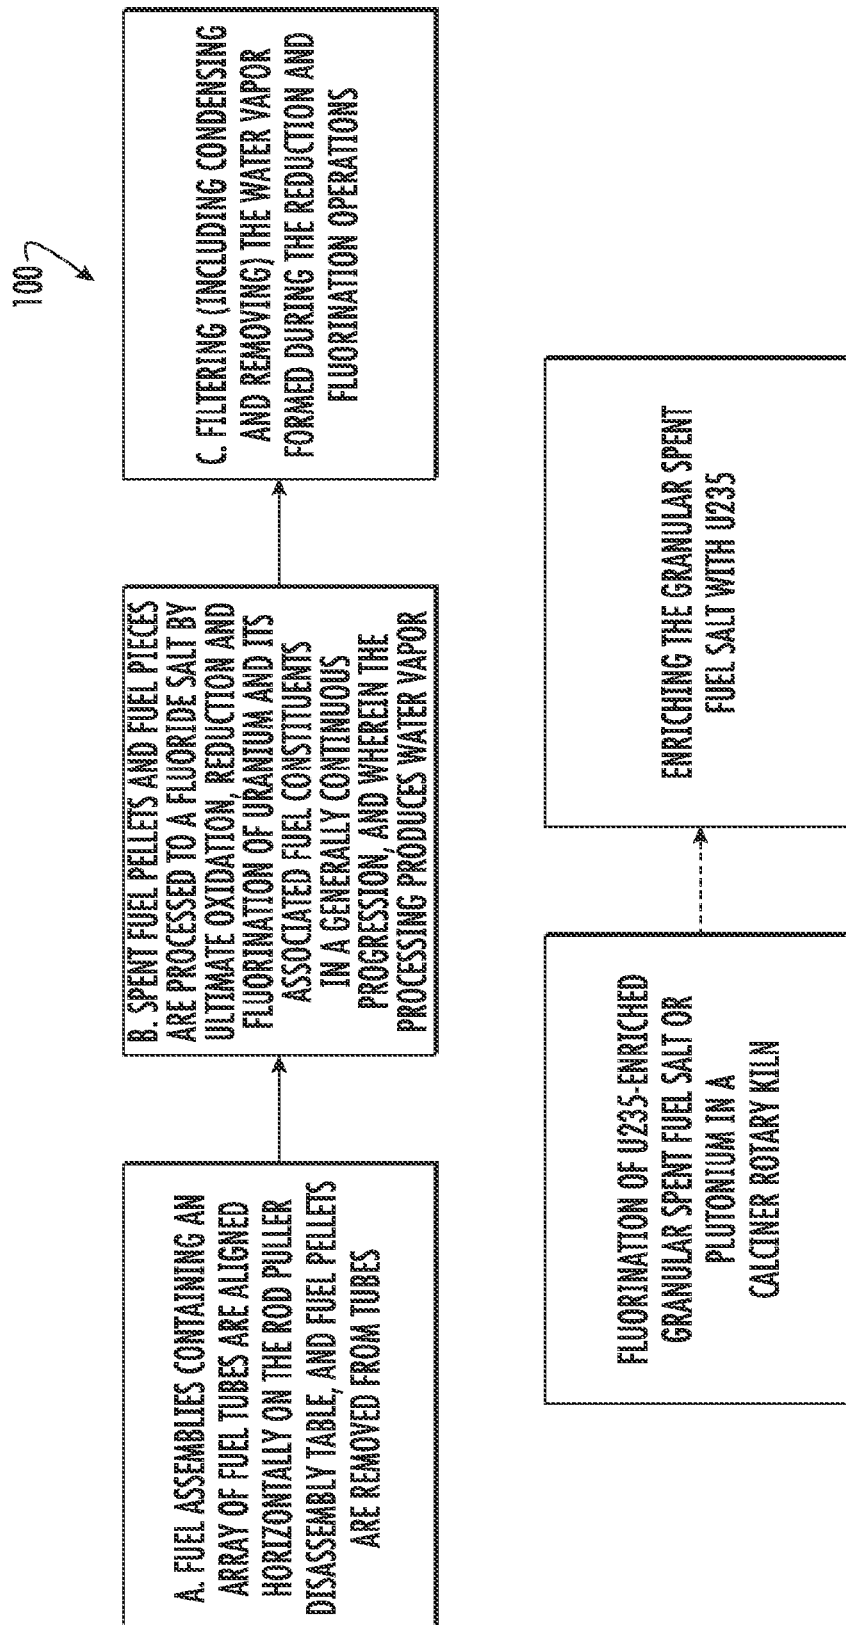 100
A. FUEL ASSEMBLIES CONTAINING AN
ARRAY OF FUEL TUBES ARE ALIGNED
HORIZONTALLY ON THE ROD PULLER
DISASSEMBLY TABLE, AND FUEL PELLETS
ARE REMOVED FROM TUBES
B. SPENT FUEL PELLETS AND FUEL PIECES
ARE PROCESSED TO A FLUORIDE SALT BY
ULTIMATE OXIDATION, REDUCTION AND
FLUORINATION OF URANIUM AND ITS
ASSOCIATED FUEL CONSTITUENTS
IN A GENERALLY CONTINUOUS
PROGRESSION, AND WHEREIN THE
PROCESSING PRODUCES WATER VAPOR
C. FILTERING (INCLUDING CONDENSING
AND REMOVING) THE WATER VAPOR
FORMED DURING THE REDUCTION AND
FLUORINATION OPERATIONS
FLUORINATION OF U235-ENRICHED
GRANULAR SPENT FUEL SALT OR
PLUTONIUM IN A
CALCINER ROTARY KILN
ENRICHING THE GRANULAR SPENT
FUEL SALT WITH U235